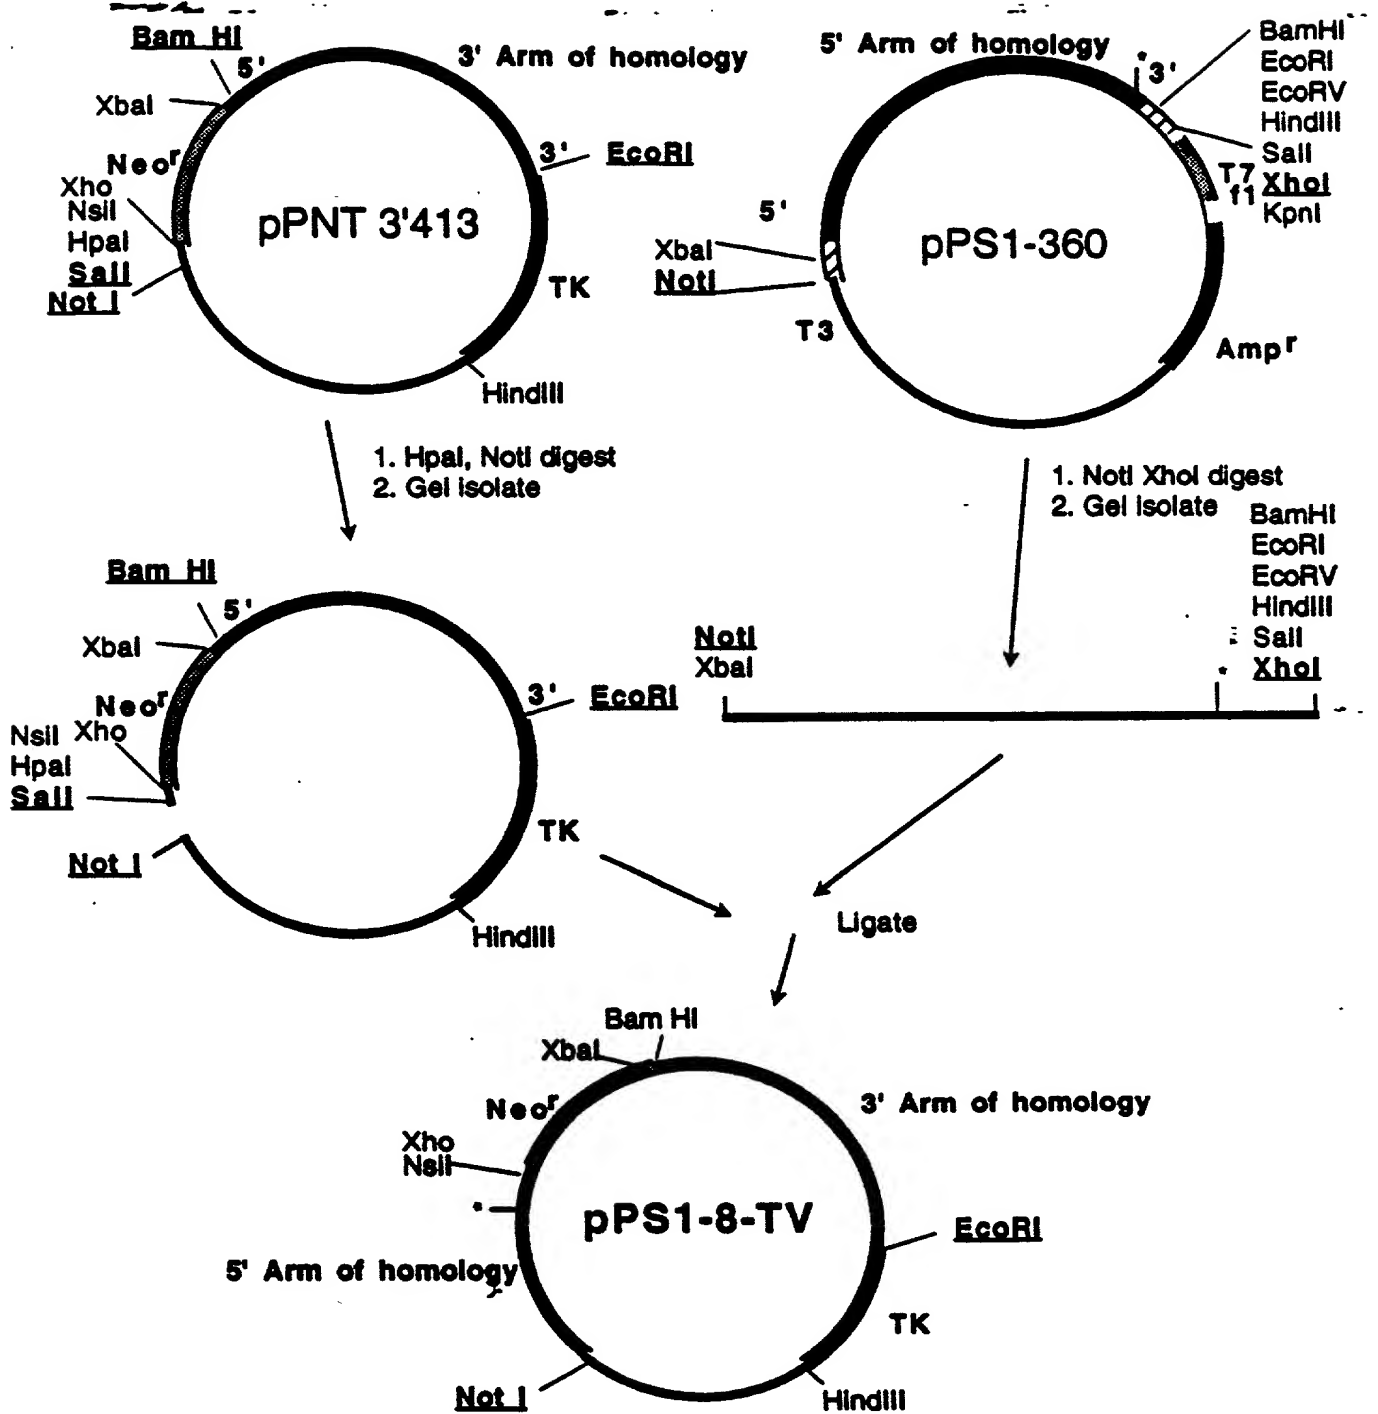 Bam HI
5'
3' Arm of homology
XbaI
Neor
Xho
NsiI
HpaI
SalI
Not I
3'
EcoRI
pPNT 3'413
TK
HindIII
5' Arm of homology
*
3'
BamHI
EcoRI
EcoRV
HindIII
SalI
T7
f1
XhoI
KpnI
5'
XbaI
NotI
pPS1-360
T3
Ampr
1. HpaI, NotI digest
2. Gel isolate
1. NotI XhoI digest
2. Gel isolate
Bam HI
5'
XbaI
Neor
Xho
NsiI
HpaI
SalI
Not I
3'
EcoRI
TK
HindIII
NotI
XbaI
BamHI
EcoRI
EcoRV
HindIII
SalI
*
XhoI
Ligate
Bam HI
XbaI
Neor
3' Arm of homology
Xho
NsiI
*
pPS1-8-TV
EcoRI
5' Arm of homology
TK
Not I
HindIII